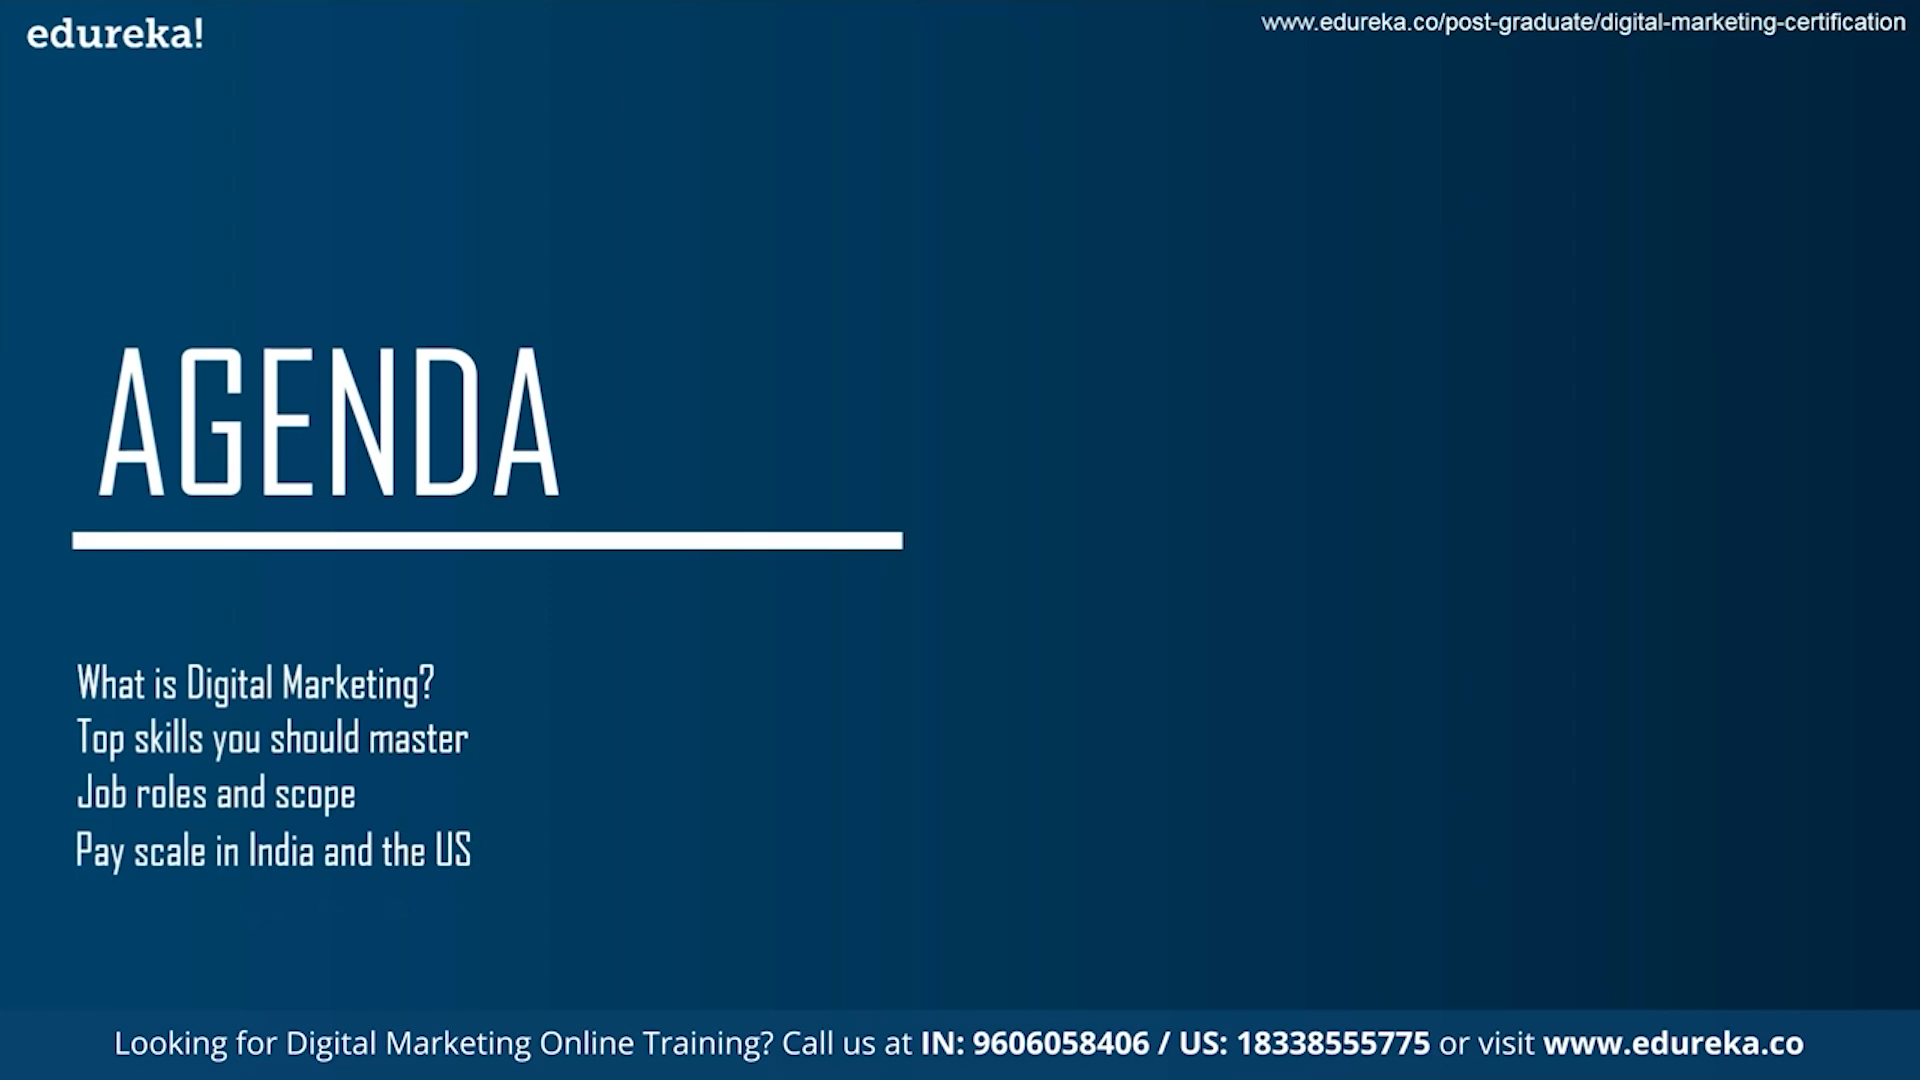 edureka!
www.edureka.co/post-graduate/digital-marketing-certification
AGENDA
What is Digital Marketing?
Top skills you should master
Job roles and scope
Pay scale in India and the US
Looking for Digital Marketing Online Training? Call us at IN: 9606058406 / US: 18338555775 or visit www.edureka.co